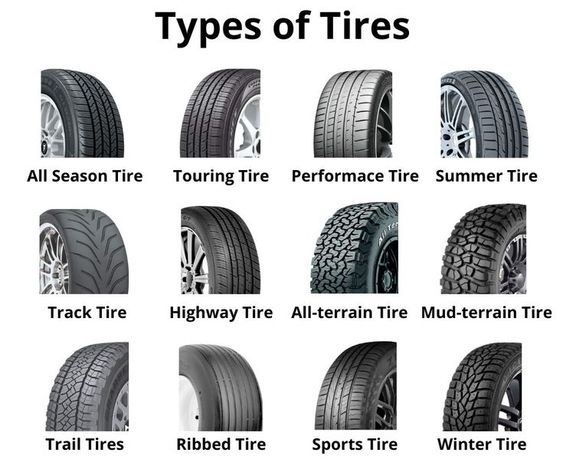 Types of Tires
All Season Tire
Touring Tire
Performace Tire
Summer Tire
Track Tire
Highway Tire
All-terrain Tire
Mud-terrain Tire
Trail Tires
Ribbed Tire
Sports Tire
Winter Tire